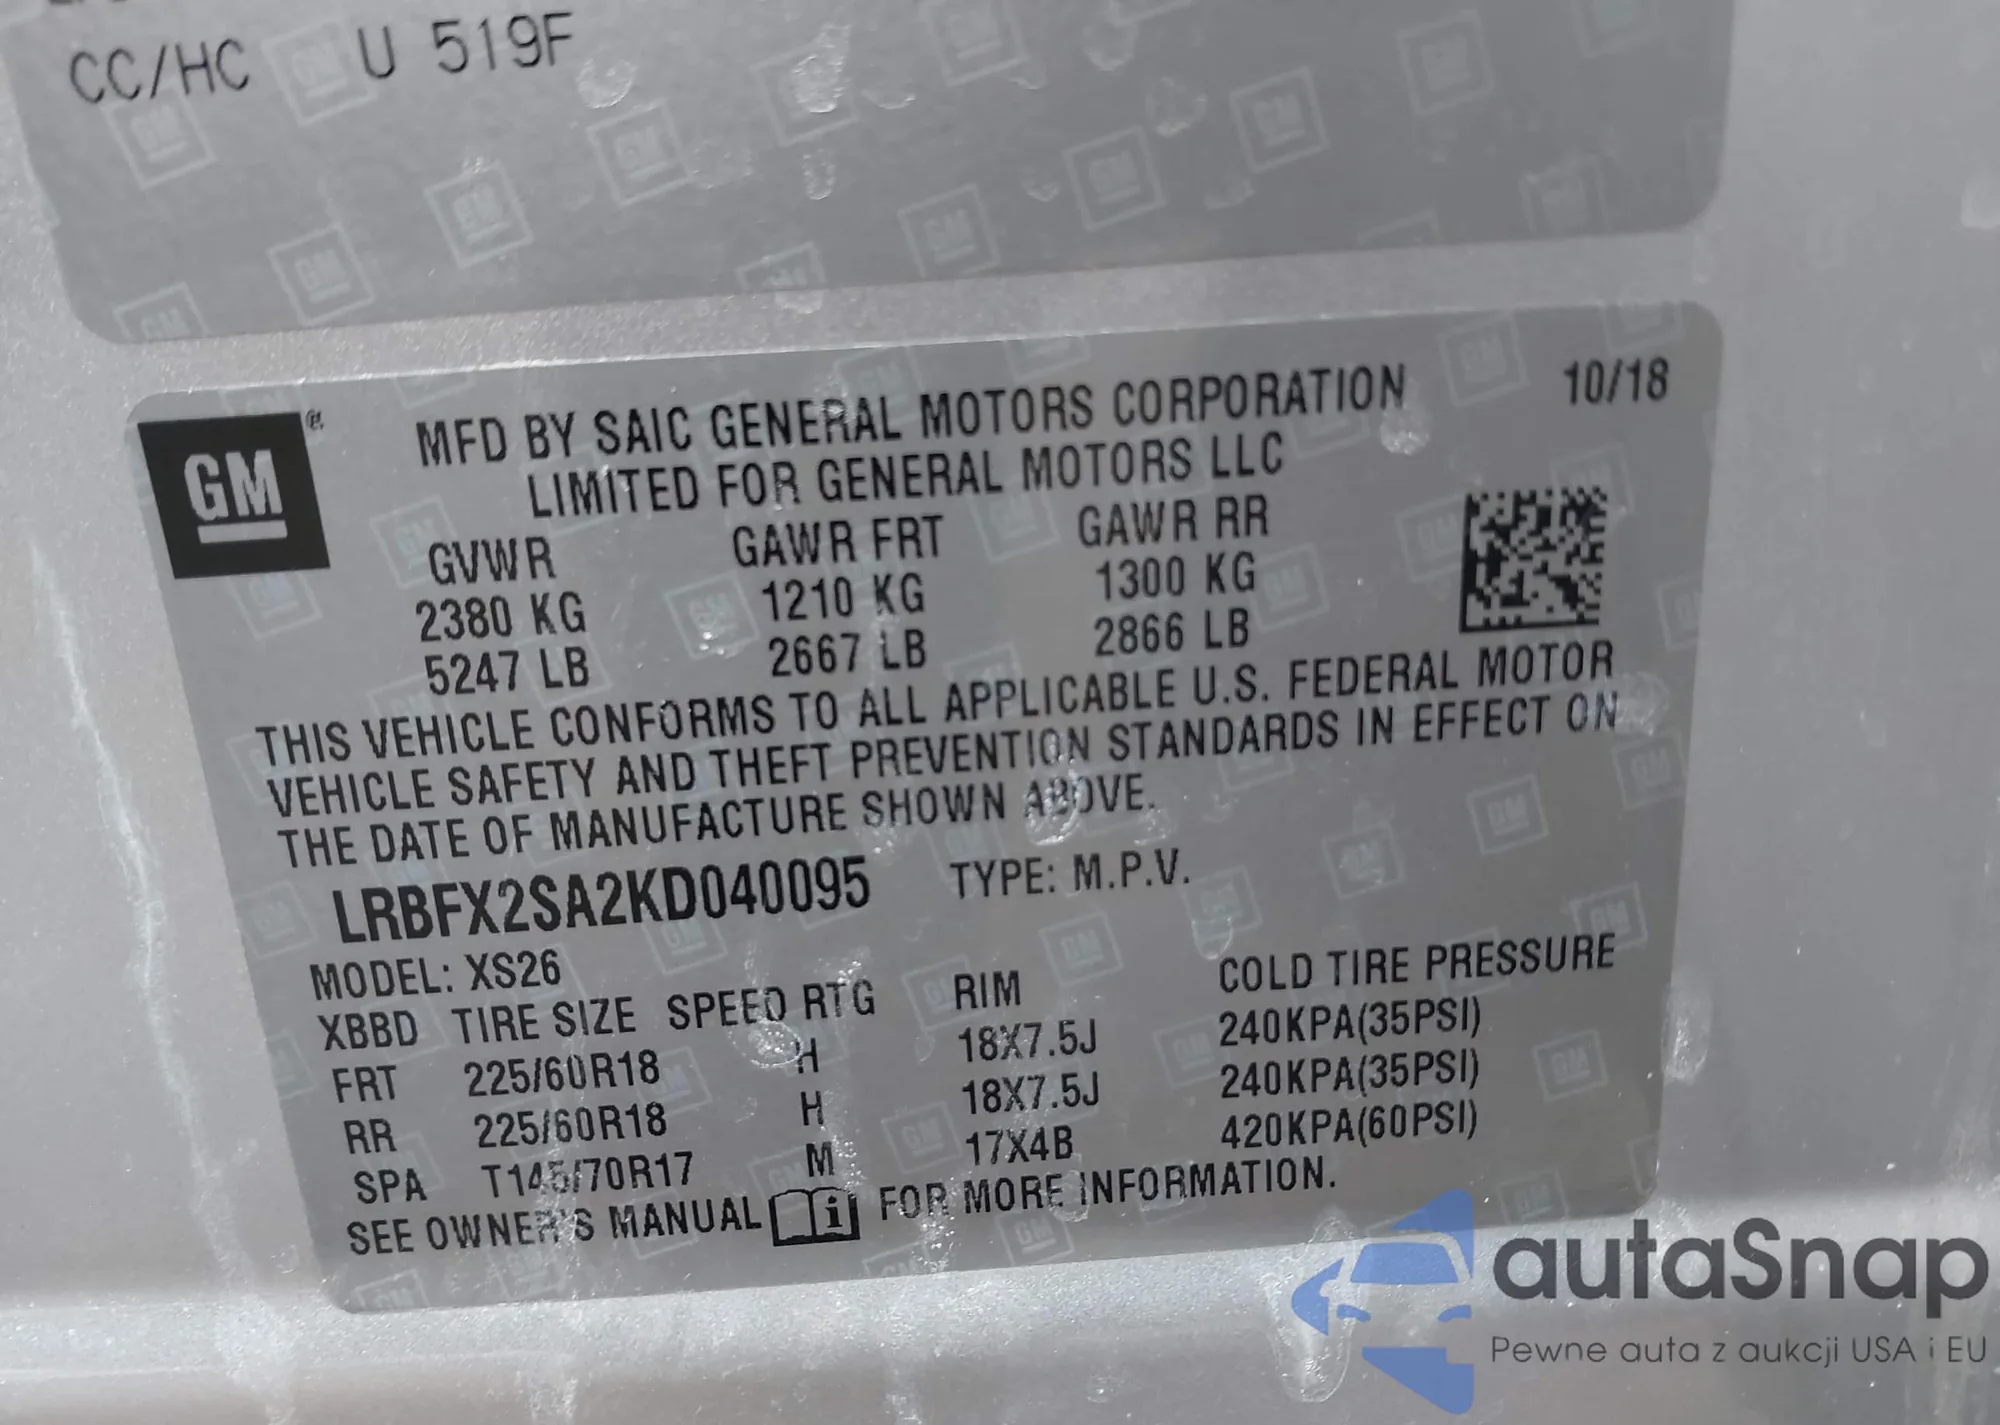 CC/HC U 519F
GM ®
MFD BY SAIC GENERAL MOTORS CORPORATION 10/18
LIMITED FOR GENERAL MOTORS LLC
GVWR GAWR FRT GAWR RR
2380 KG 1210 KG 1300 KG
5247 LB 2667 LB 2866 LB
THIS VEHICLE CONFORMS TO ALL APPLICABLE U.S. FEDERAL MOTOR
VEHICLE SAFETY AND THEFT PREVENTION STANDARDS IN EFFECT ON
THE DATE OF MANUFACTURE SHOWN ABOVE.
LRBFX2SA2KD040095 TYPE: M.P.V.
MODEL: XS26
XBBD TIRE SIZE SPEED RTG RIM COLD TIRE PRESSURE
FRT 225/60R18 H 18X7.5J 240KPA(35PSI)
RR 225/60R18 H 18X7.5J 240KPA(35PSI)
SPA T145/70R17 M 17X4B 420KPA(60PSI)
SEE OWNER'S MANUAL i FOR MORE INFORMATION.
autaSnap
Pewne auta z aukcji USA i EU